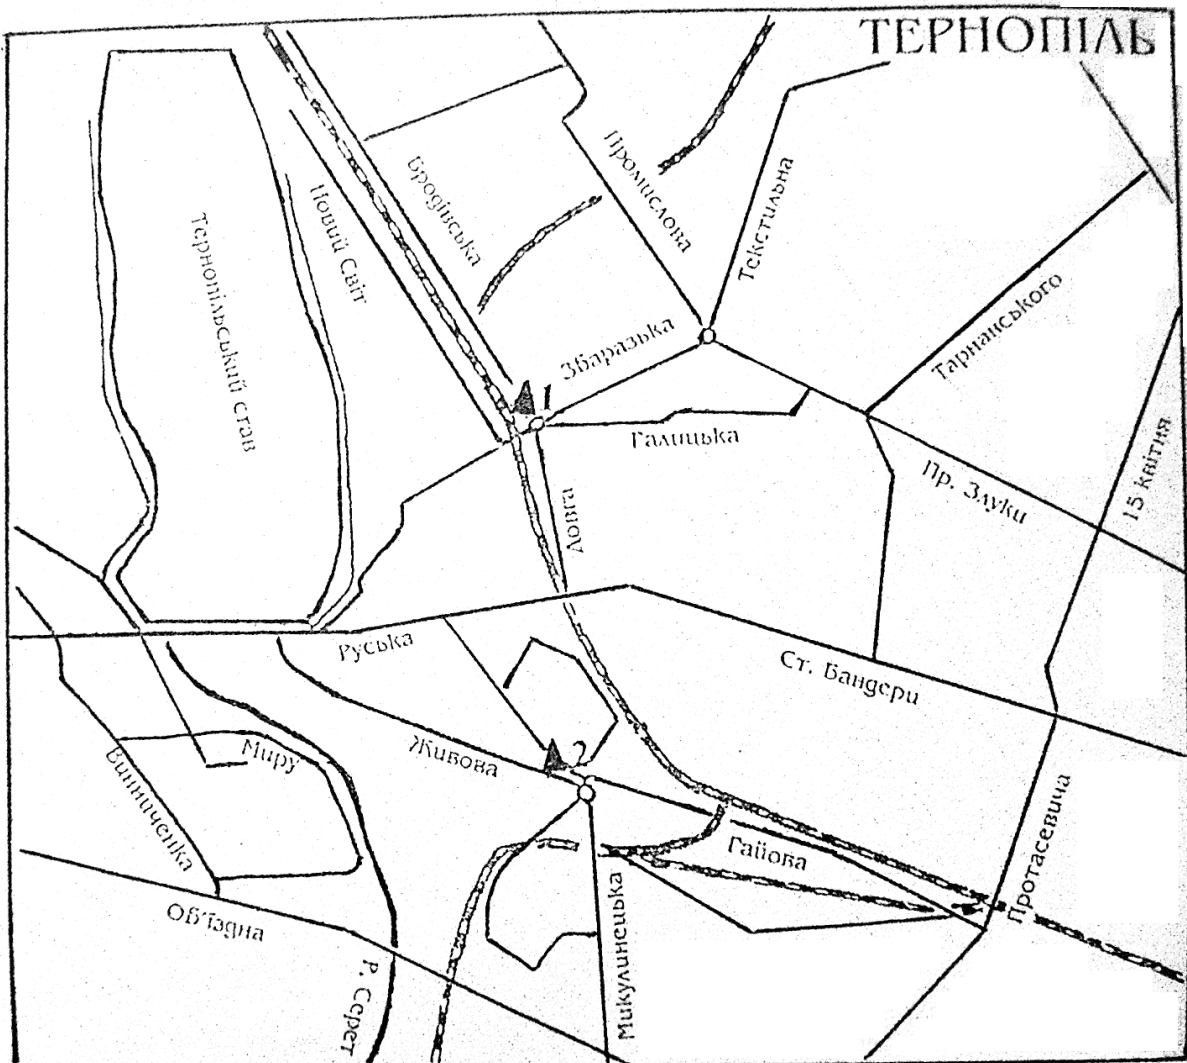 ТЕРНОПІЛЬ
Бродівська
Промислова
Текстильна
Новий Світ
Тернопільський став
Збаразька
Тарнавського
1
Галицька
15 квітня
Пр. Злуки
Довга
Руська
Ст. Бандери
Живова
2
Миру
Винниченка
Гайова
Протасевича
Об'їздна
Микулинецька
Р. Серет